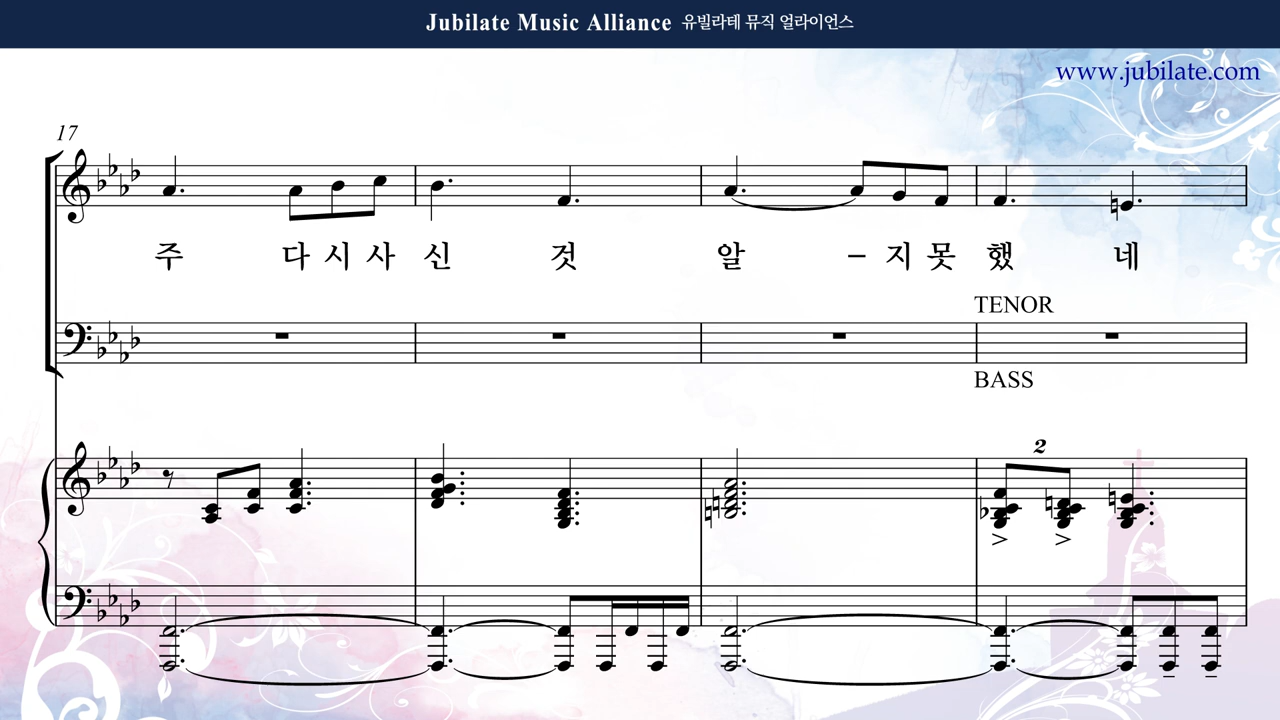 Jubilate Music Alliance 유빌라테 뮤직 얼라이언스
www.jubilate.com
17
주 다 시 사 신 것 알 – 지 못 했 네
TENOR
BASS
2